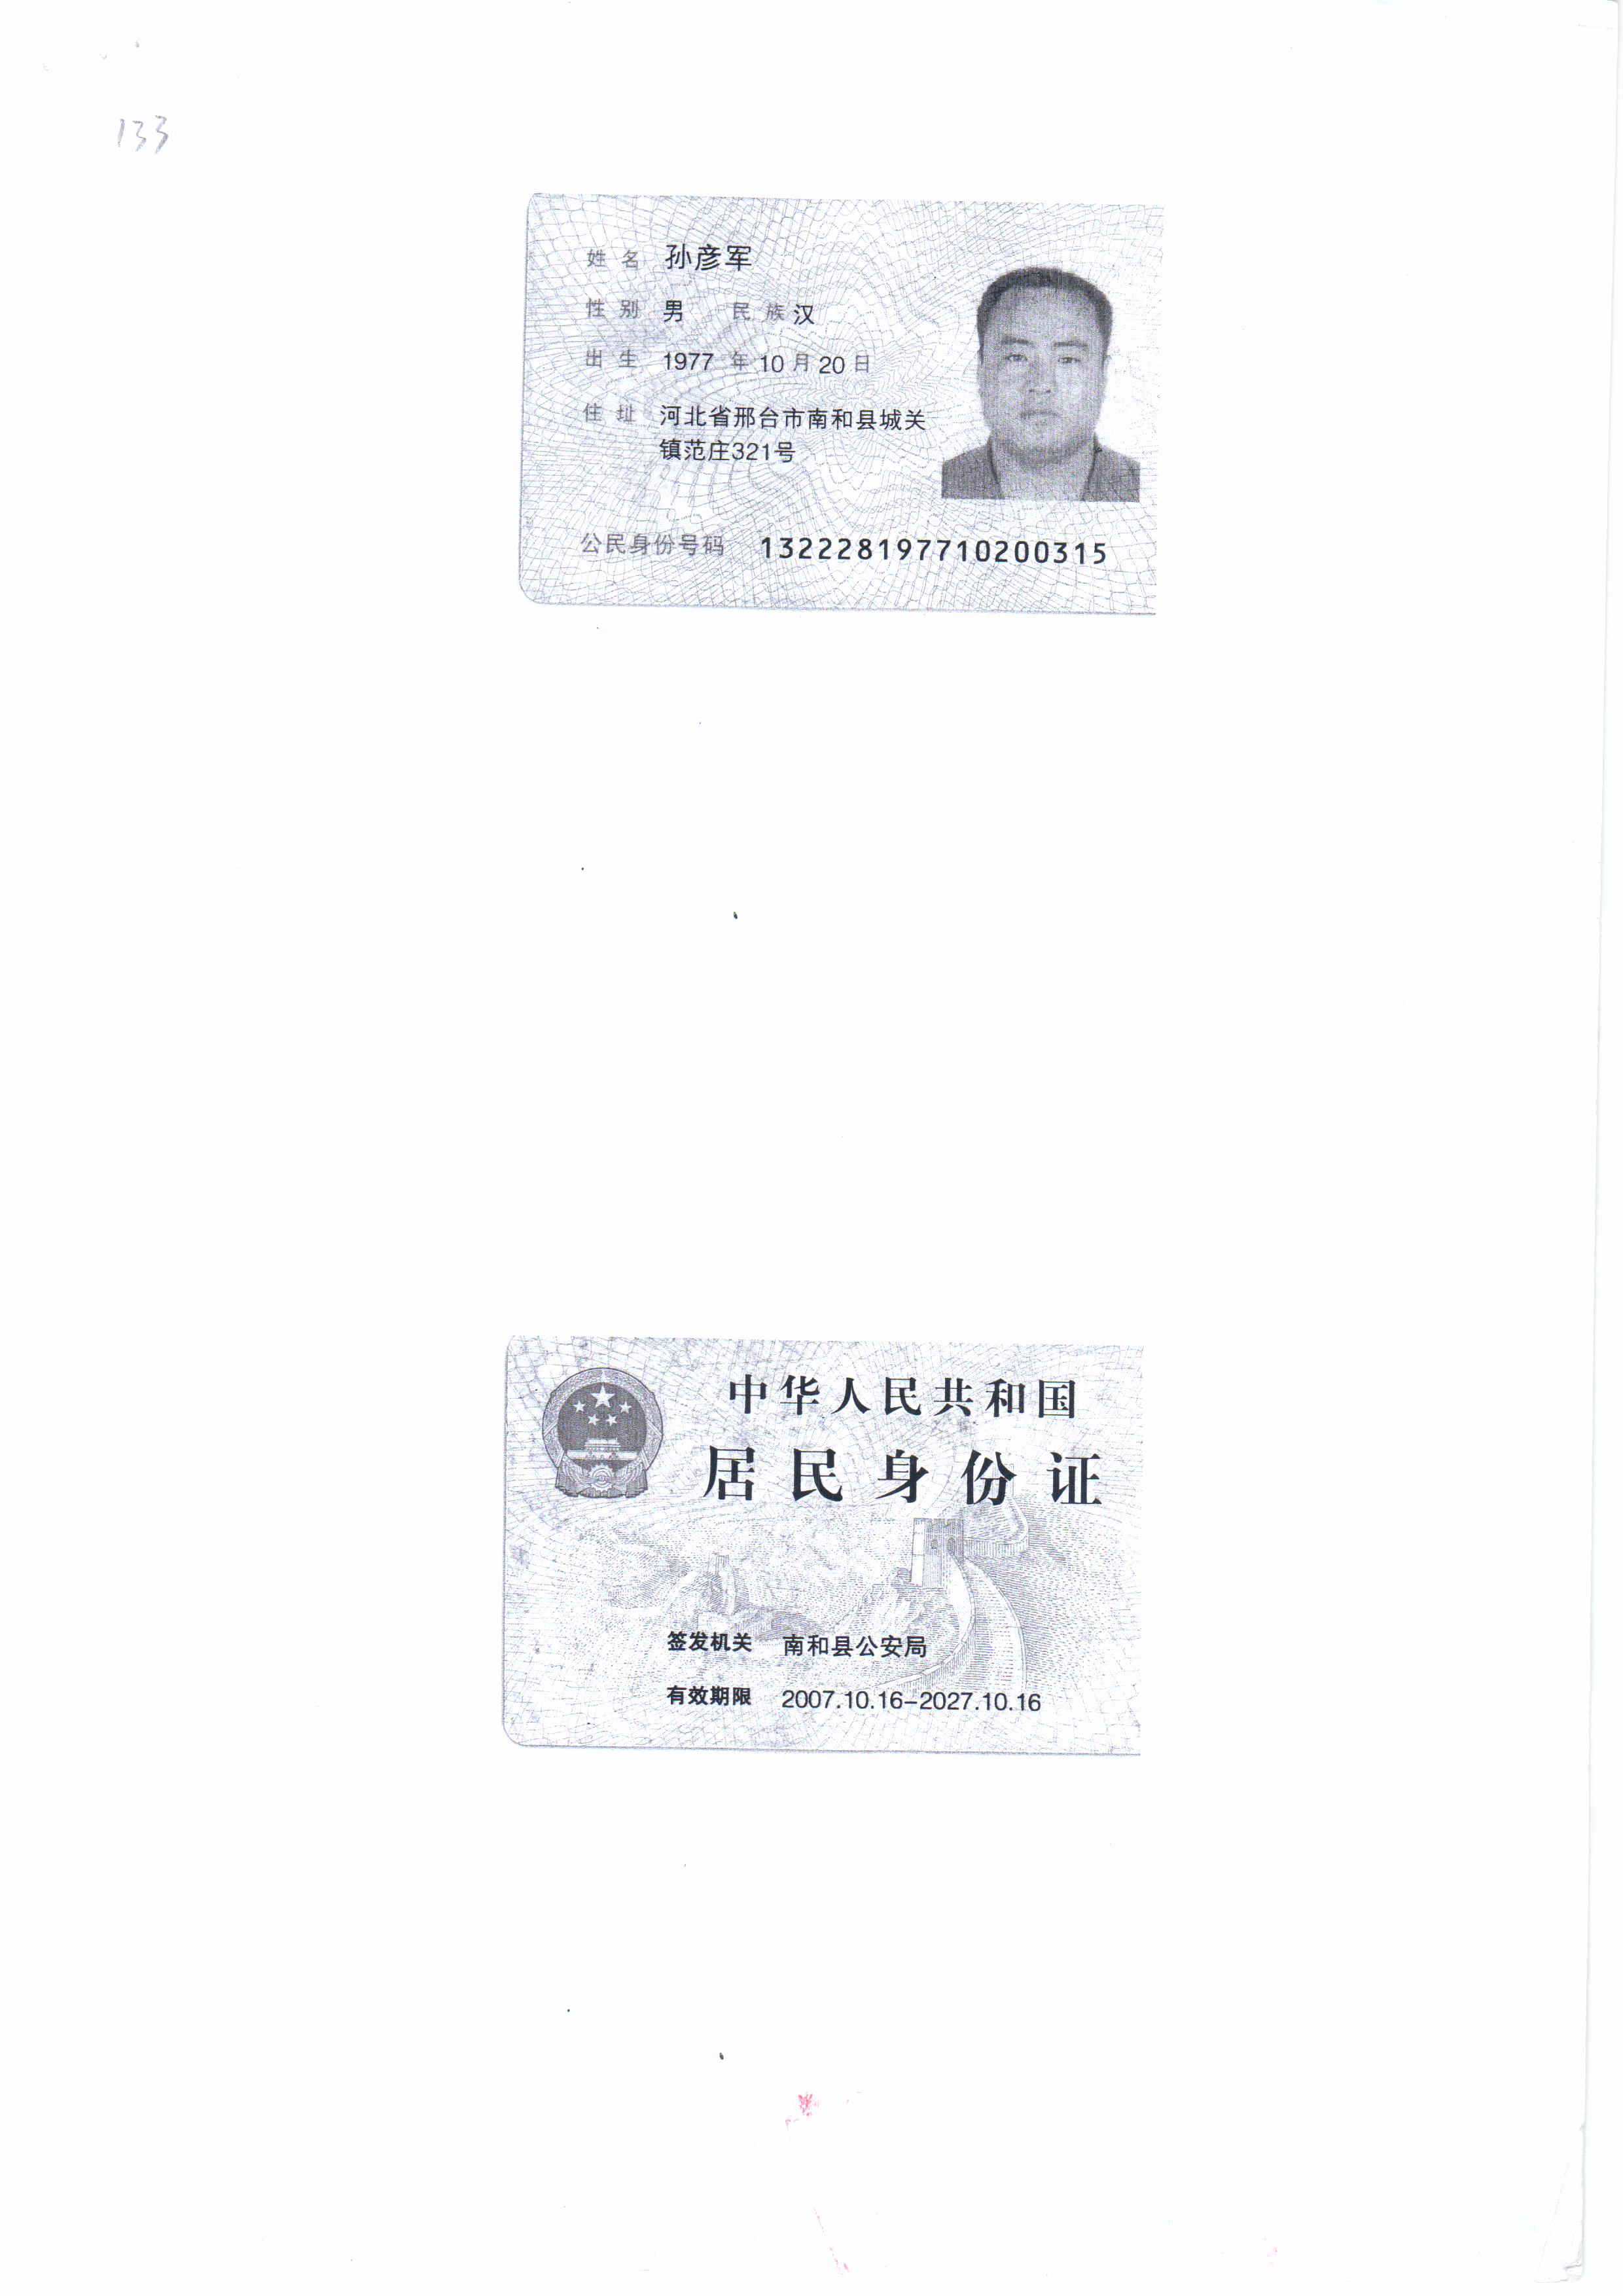 133
姓名 孙彦军
性别 男 民族 汉
出生 1977 年 10 月 20 日
住址 河北省邢台市南和县城关
镇范庄321号
公民身份号码 132228197710200315
中华人民共和国
居民身份证
签发机关 南和县公安局
有效期限 2007.10.16-2027.10.16